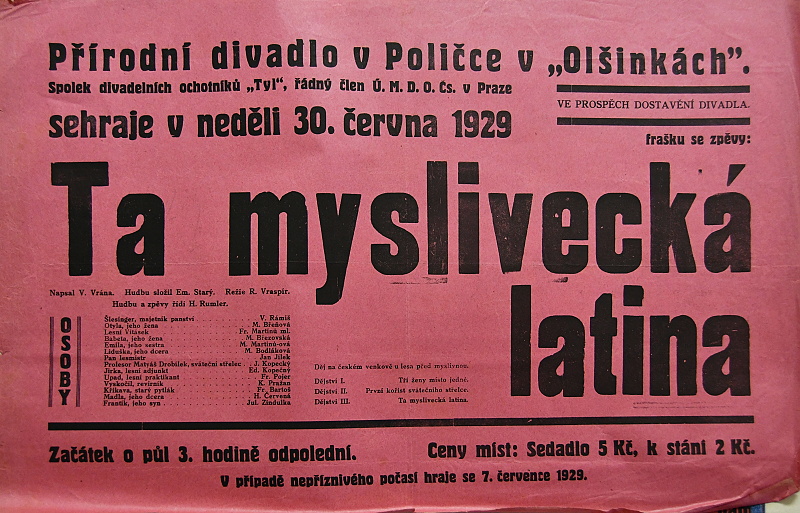 Přírodní divadlo v Poličce v „Olšinkách”.
Spolek divadelních ochotníků „Tyl“, řádný člen Ú. M. D. O. Čs. v Praze
VE PROSPĚCH DOSTAVĚNÍ DIVADLA.
sehraje v neděli 30. června 1929
frašku se zpěvy:
Ta myslivecká
latina
Napsal V. Vrána. Hudbu složil Em. Starý. Režie R. Vraspír.
Hudbu a zpěvy řídí H. Rumler.
OSOBY
Šlesinger, majetník panství . . . V. Rámiš
Otyla, jeho žena . . . M. Břeňová
Lesní Vitásek . . . Fr. Martinů ml.
Babeta, jeho žena . . . M. Březovská
Emila, jeho sestra . . . M. Martinů-ová
Liduška, jeho dcera . . . M. Bodláková
Pan lesmistr . . . Jan Jílek
Profesor Matyáš Drobílek, sváteční střelec . . J. Kopecký
Jirka, lesní adjunkt . . . Ed. Kopečný
Úpad, lesní praktikant . . . Fr. Pojer
Vyskočil, revírník . . . K. Pražan
Křikava, starý pytlák . . . Fr. Bartoš
Madla, jeho dcera . . . H. Červená
Frantík, jeho syn . . . Jul. Zindulka
Děj na českém venkově u lesa před myslivnou.
Dějství I. Tři ženy místo jedné.
Dějství II. První kořist svátečního střelce.
Dějství III. Ta myslivecká latina.
Začátek o půl 3. hodině odpolední.
Ceny míst: Sedadlo 5 Kč, k stání 2 Kč.
V případě nepříznivého počasí hraje se 7. července 1929.